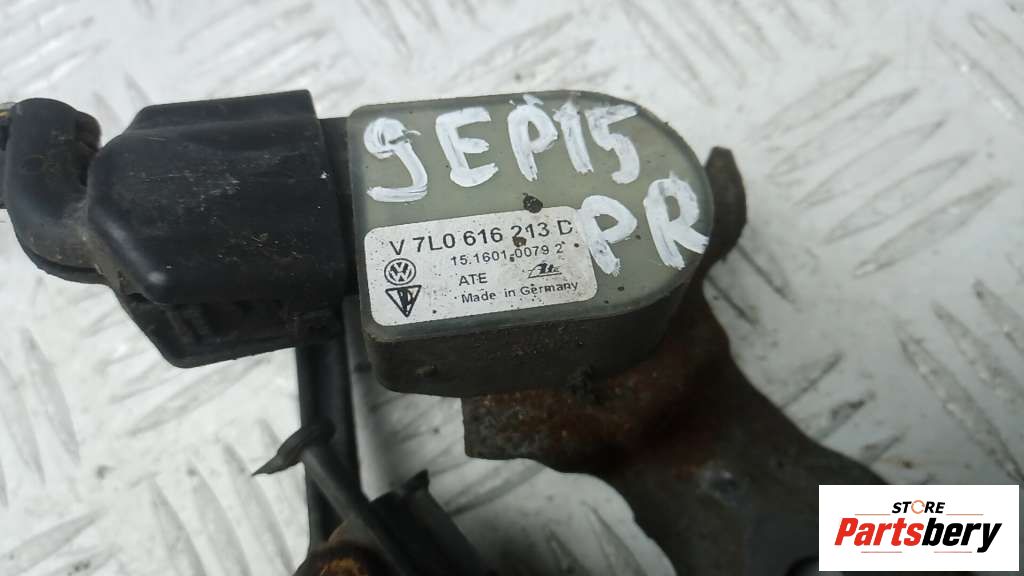 SEP15
PR
V 7L0 616 213 D
15.1601-0079.2
ATE
Made in Germany
STORE
Partsbery